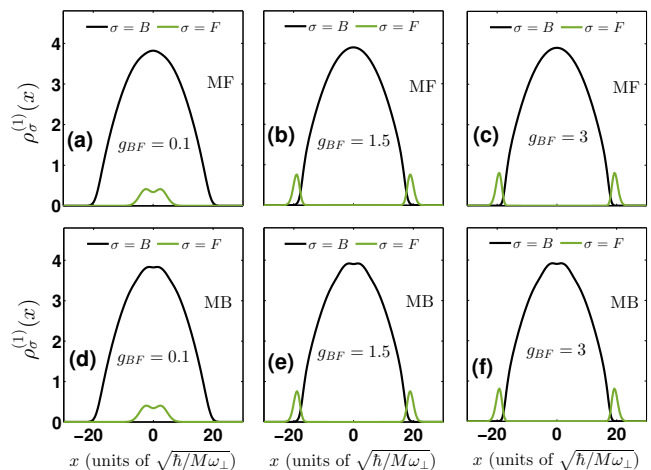 σ = B σ = F
σ = B σ = F
σ = B σ = F
4
3
2
1
0
ρ_σ^(1)(x)
MF
MF
MF
(a)
g_BF = 0.1
(b)
g_BF = 1.5
(c)
g_BF = 3
σ = B σ = F
σ = B σ = F
σ = B σ = F
4
3
2
1
0
ρ_σ^(1)(x)
MB
MB
MB
(d)
g_BF = 0.1
(e)
g_BF = 1.5
(f)
g_BF = 3
−20 0 20
−20 0 20
−20 0 20
x (units of √ħ/Mω⊥)
x (units of √ħ/Mω⊥)
x (units of √ħ/Mω⊥)